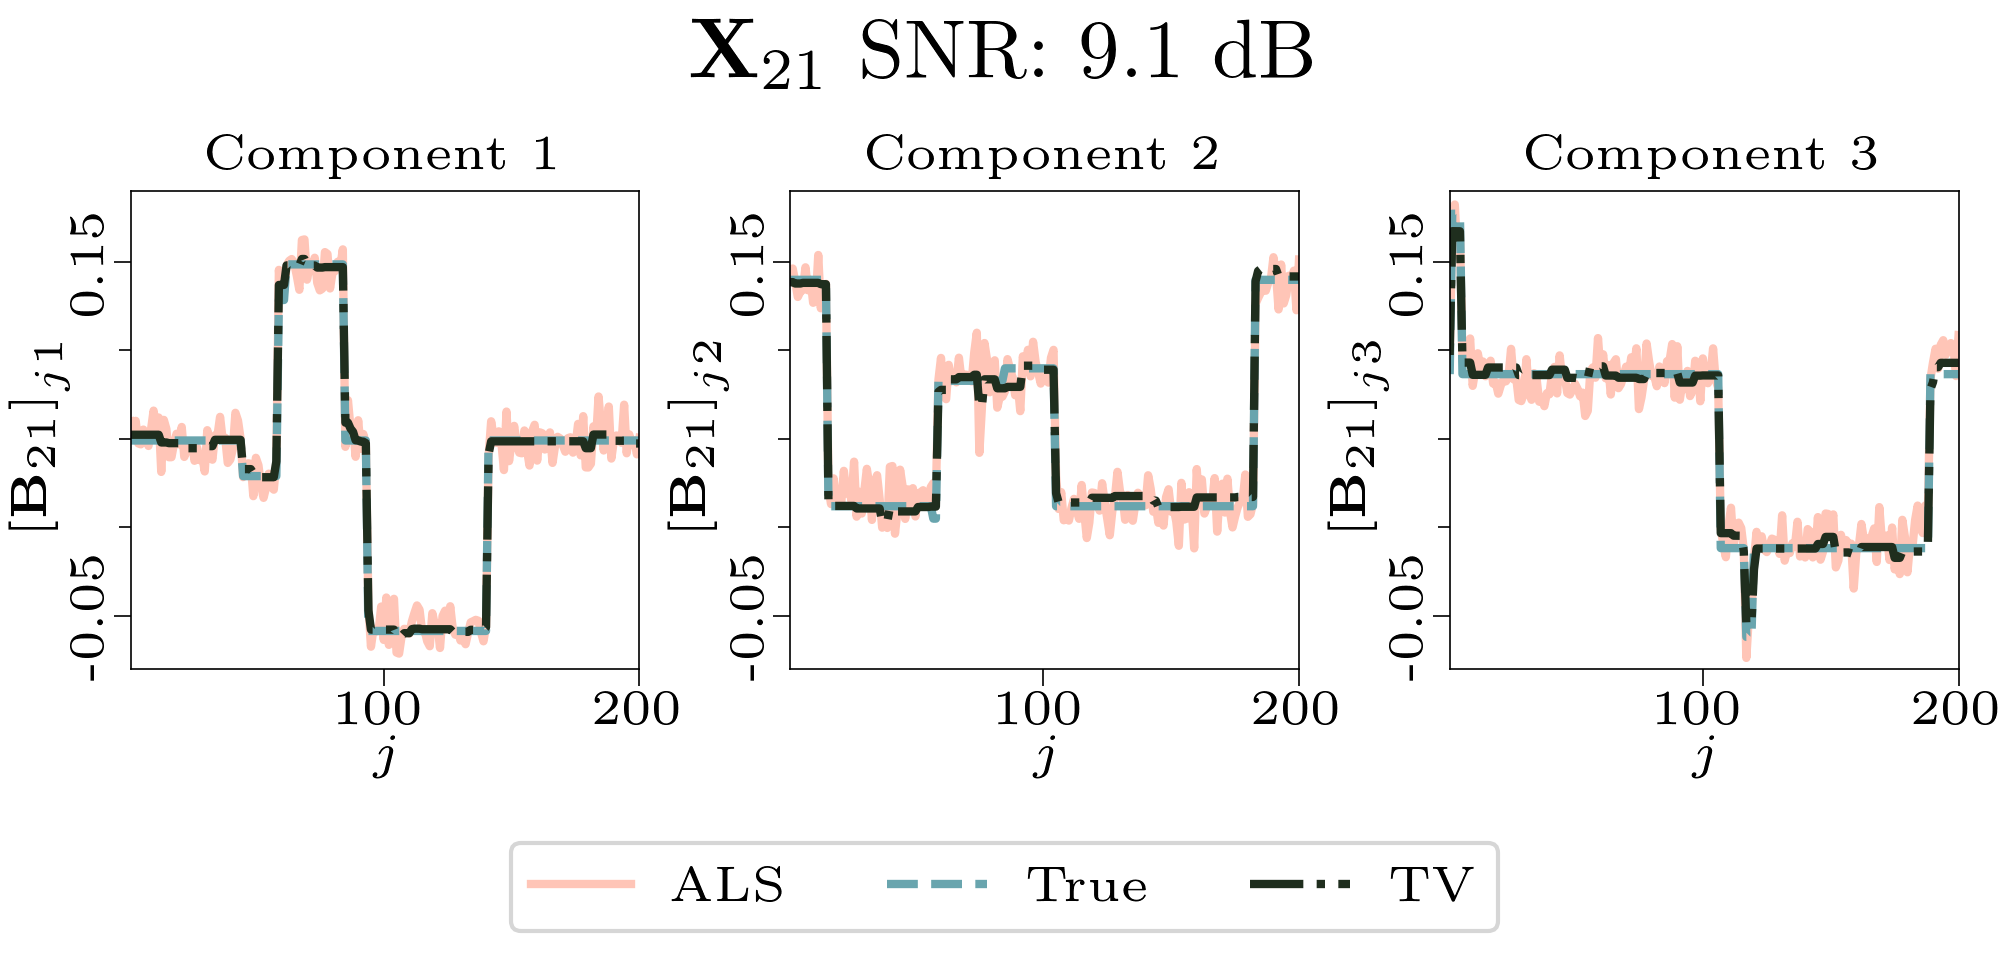 X₂₁ SNR: 9.1 dB
Component 1
Component 2
Component 3
[B₂₁]ⱼ₁
0.15
-0.05
100
200
j
[B₂₁]ⱼ₂
0.15
-0.05
100
200
j
[B₂₁]ⱼ₃
0.15
-0.05
100
200
j
ALS
True
TV